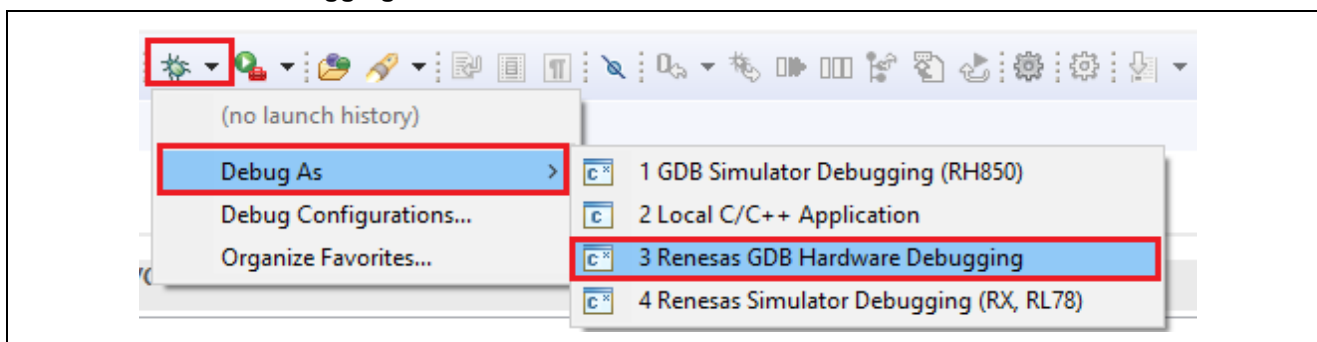 (no launch history)
Debug As
1 GDB Simulator Debugging (RH850)
Debug Configurations...
2 Local C/C++ Application
Organize Favorites...
3 Renesas GDB Hardware Debugging
4 Renesas Simulator Debugging (RX, RL78)